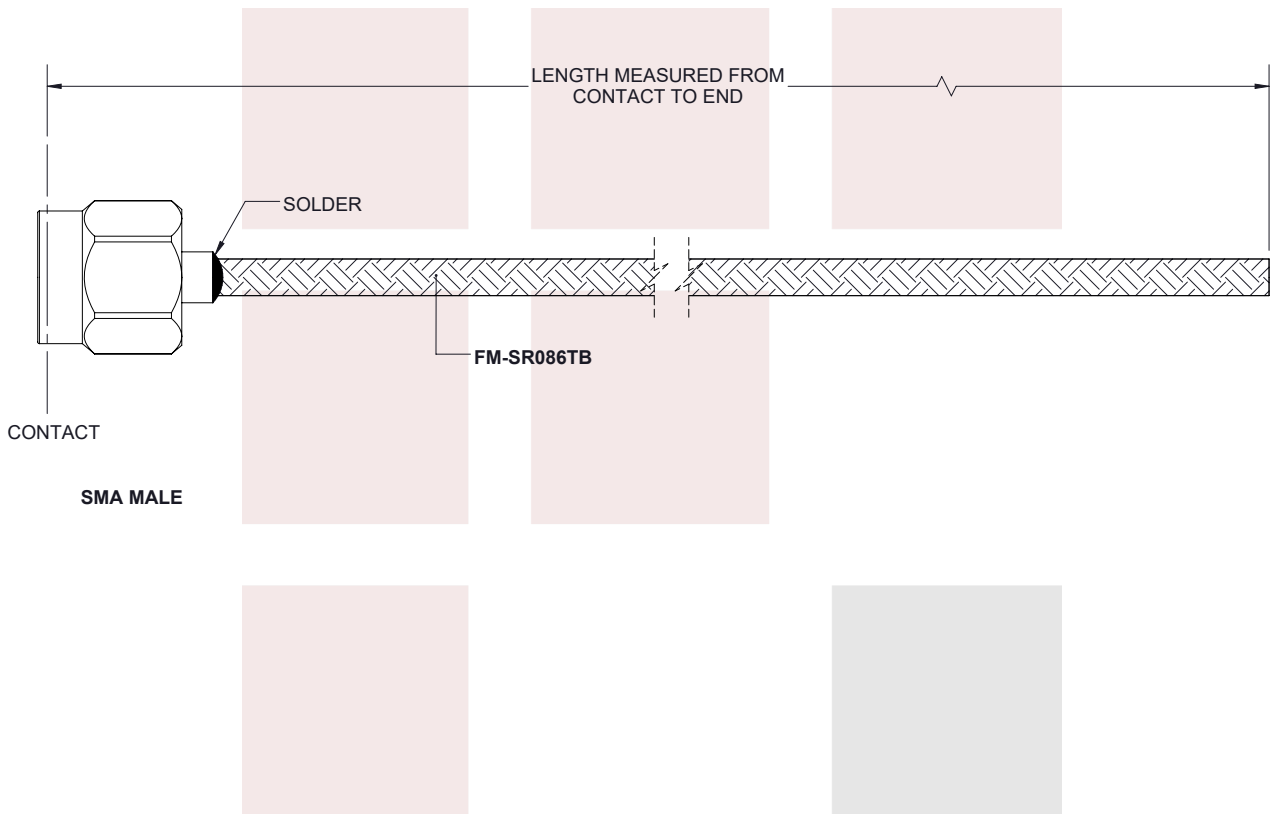 LENGTH MEASURED FROM
CONTACT TO END
SOLDER
FM-SR086TB
CONTACT
SMA MALE